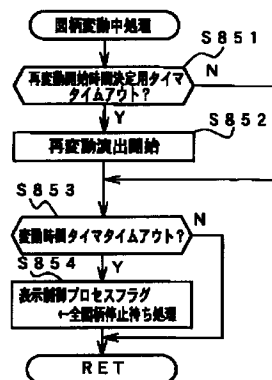 図柄変動中処理
S851
再変動開始時間決定用タイマ
タイムアウト？
N
Y
S852
再変動演出開始
S853
変動時間タイマタイムアウト？
N
Y
S854
表示制御プロセスフラグ
←全図柄停止待ち処理
RET